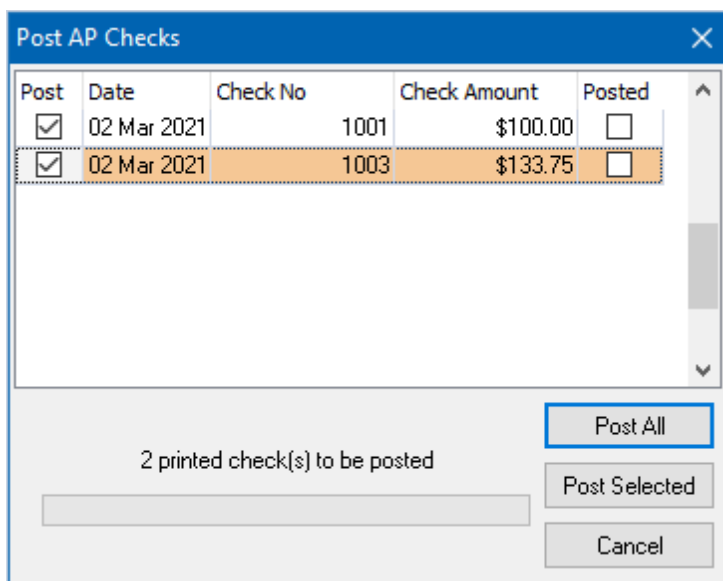 Post AP Checks
Post Date Check No Check Amount Posted
02 Mar 2021 1001 $100.00
02 Mar 2021 1003 $133.75
Post All
2 printed check(s) to be posted
Post Selected
Cancel